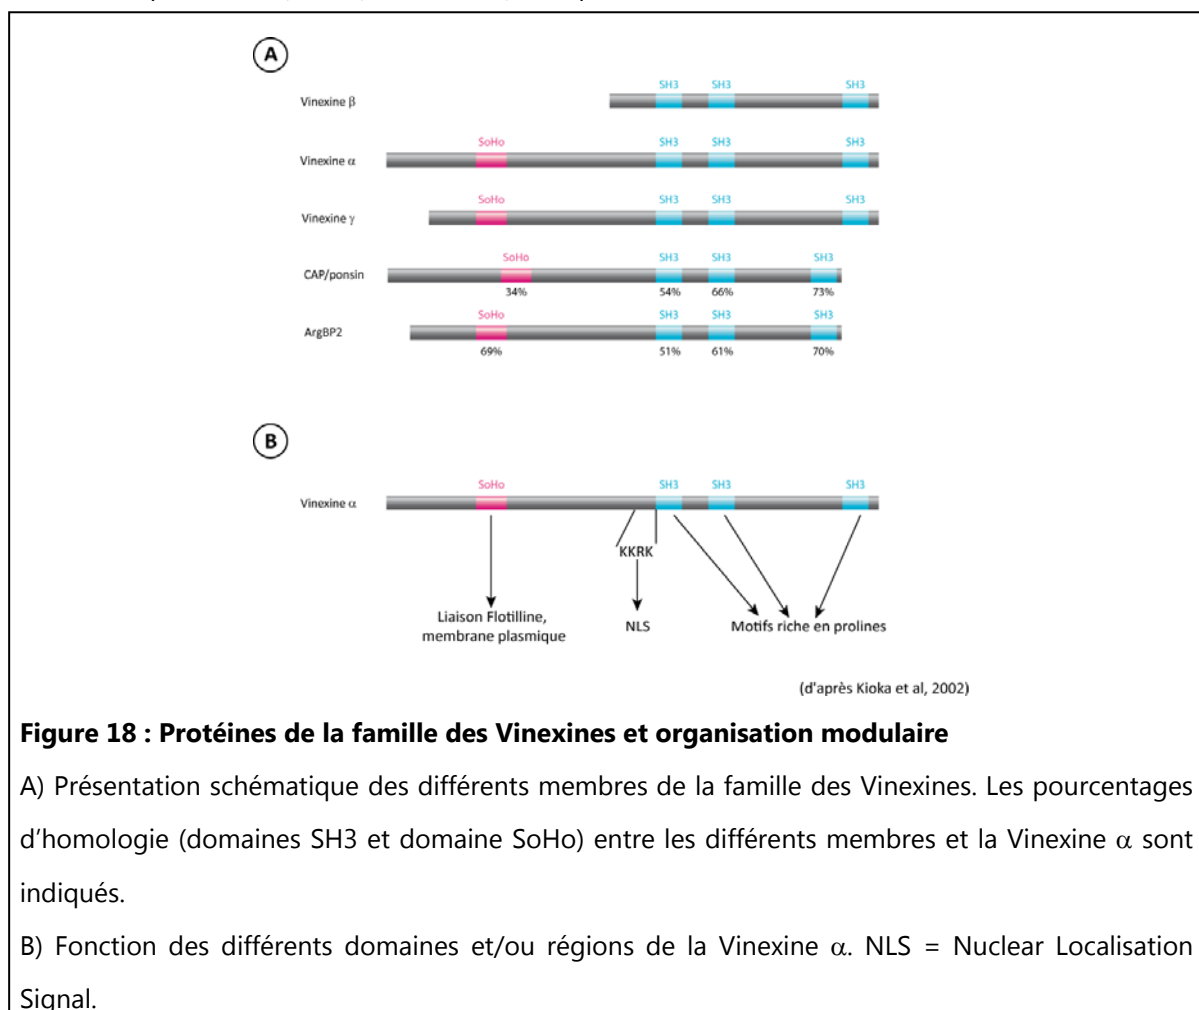 A
SH3 SH3 SH3
Vinexine β
SoHo SH3 SH3 SH3
Vinexine α
SoHo SH3 SH3 SH3
Vinexine γ
SoHo SH3 SH3 SH3
CAP/ponsin
34% 54% 66% 73%
SoHo SH3 SH3 SH3
ArgBP2
69% 51% 61% 70%
B
SoHo SH3 SH3 SH3
Vinexine α
KKRK
Liaison Flotilline,
membrane plasmique
NLS
Motifs riche en prolines
(d'après Kioka et al, 2002)
Figure 18 : Protéines de la famille des Vinexines et organisation modulaire
A) Présentation schématique des différents membres de la famille des Vinexines. Les pourcentages
d’homologie (domaines SH3 et domaine SoHo) entre les différents membres et la Vinexine α sont
indiqués.
B) Fonction des différents domaines et/ou régions de la Vinexine α. NLS = Nuclear Localisation
Signal.